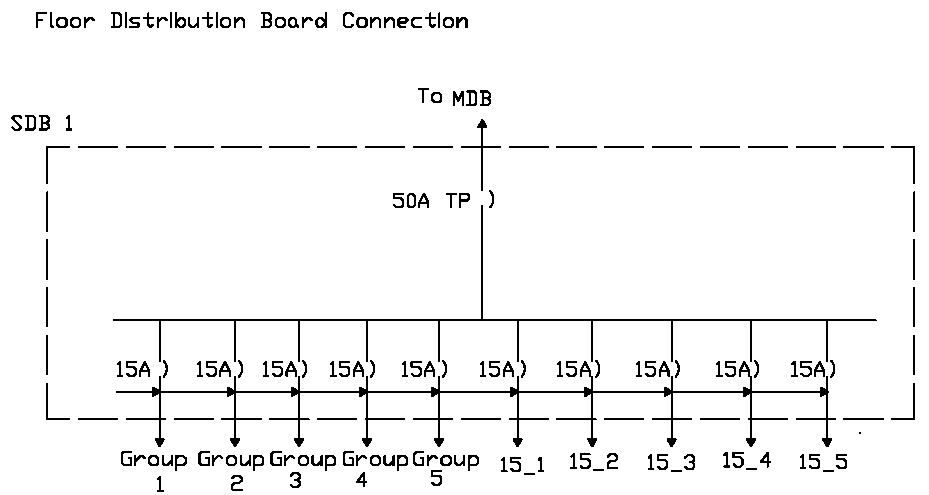 Floor Distribution Board Connection
To MDB
SDB 1
50A TP )
15A) 15A) 15A) 15A) 15A) 15A) 15A) 15A) 15A) 15A)
Group 1 Group 2 Group 3 Group 4 Group 5 15_1 15_2 15_3 15_4 15_5